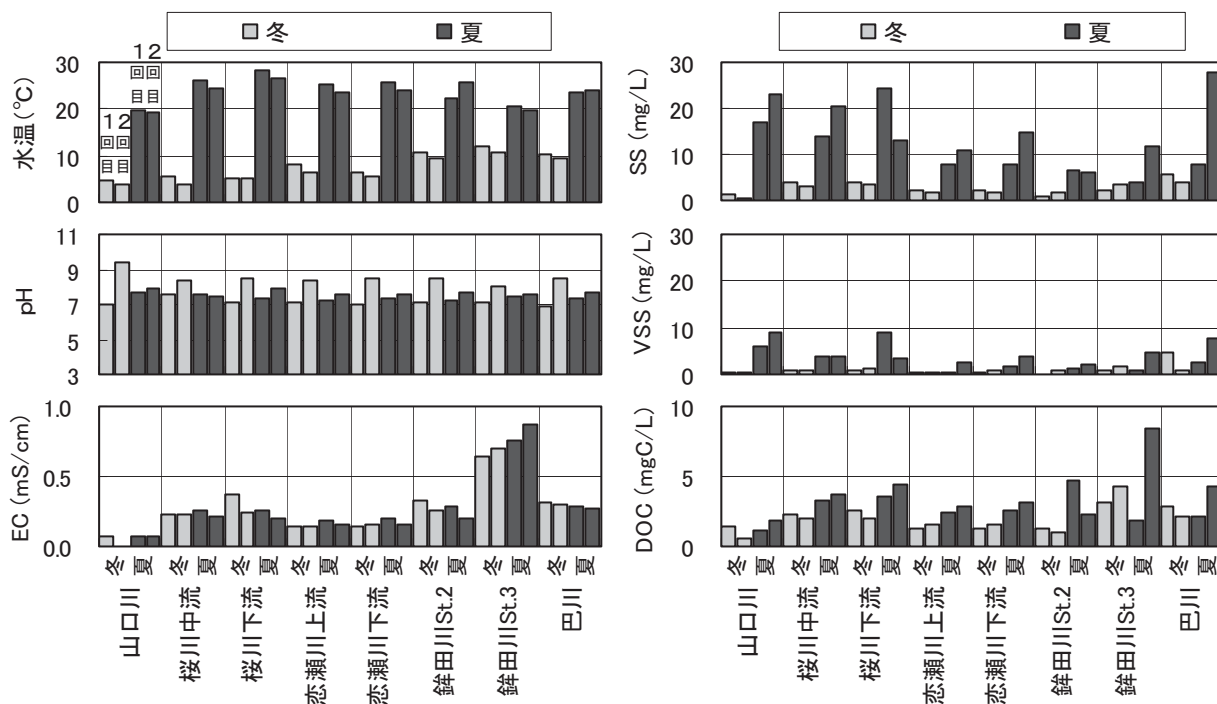 冬 夏
冬 夏
水温(℃)
30
20
10
0
1 2
回回
目目
1 2
回回
目目
SS (mg/L)
30
20
10
0
pH
11
9
7
5
3
VSS (mg/L)
30
20
10
0
EC (mS/cm)
1.0
0.5
0.0
DOC (mgC/L)
10
5
0
冬 夏 冬 夏 冬 夏 冬 夏 冬 夏 冬 夏 冬 夏 冬 夏
山口川
桜川中流
桜川下流
恋瀬川上流
恋瀬川下流
鉾田川St.2
鉾田川St.3
巴川
冬 夏 冬 夏 冬 夏 冬 夏 冬 夏 冬 夏 冬 夏 冬 夏
山口川
桜川中流
桜川下流
恋瀬川上流
恋瀬川下流
鉾田川St.2
鉾田川St.3
巴川